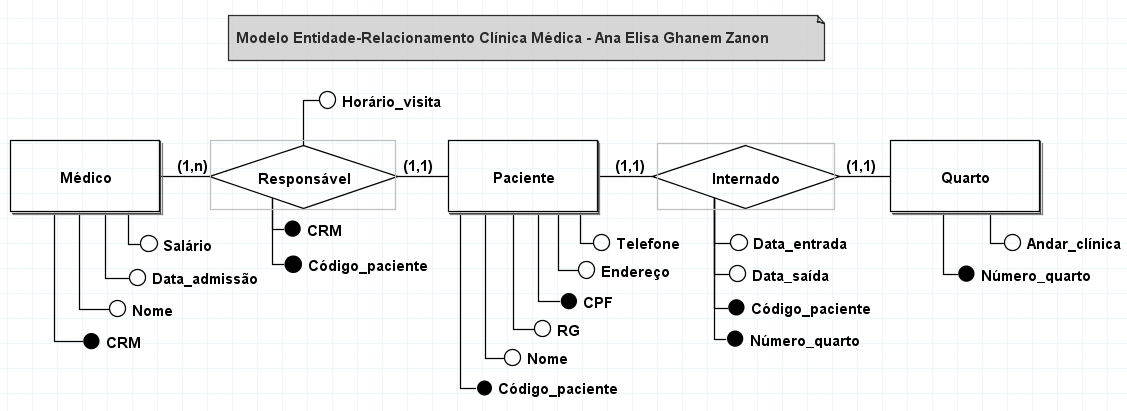 Modelo Entidade-Relacionamento Clínica Médica - Ana Elisa Ghanem Zanon
Horário_visita
Médico
(1,n)
Responsável
(1,1)
Paciente
(1,1)
Internado
(1,1)
Quarto
Salário
Data_admissão
Nome
CRM
CRM
Código_paciente
Telefone
Endereço
CPF
RG
Nome
Código_paciente
Data_entrada
Data_saída
Código_paciente
Número_quarto
Andar_clínica
Número_quarto